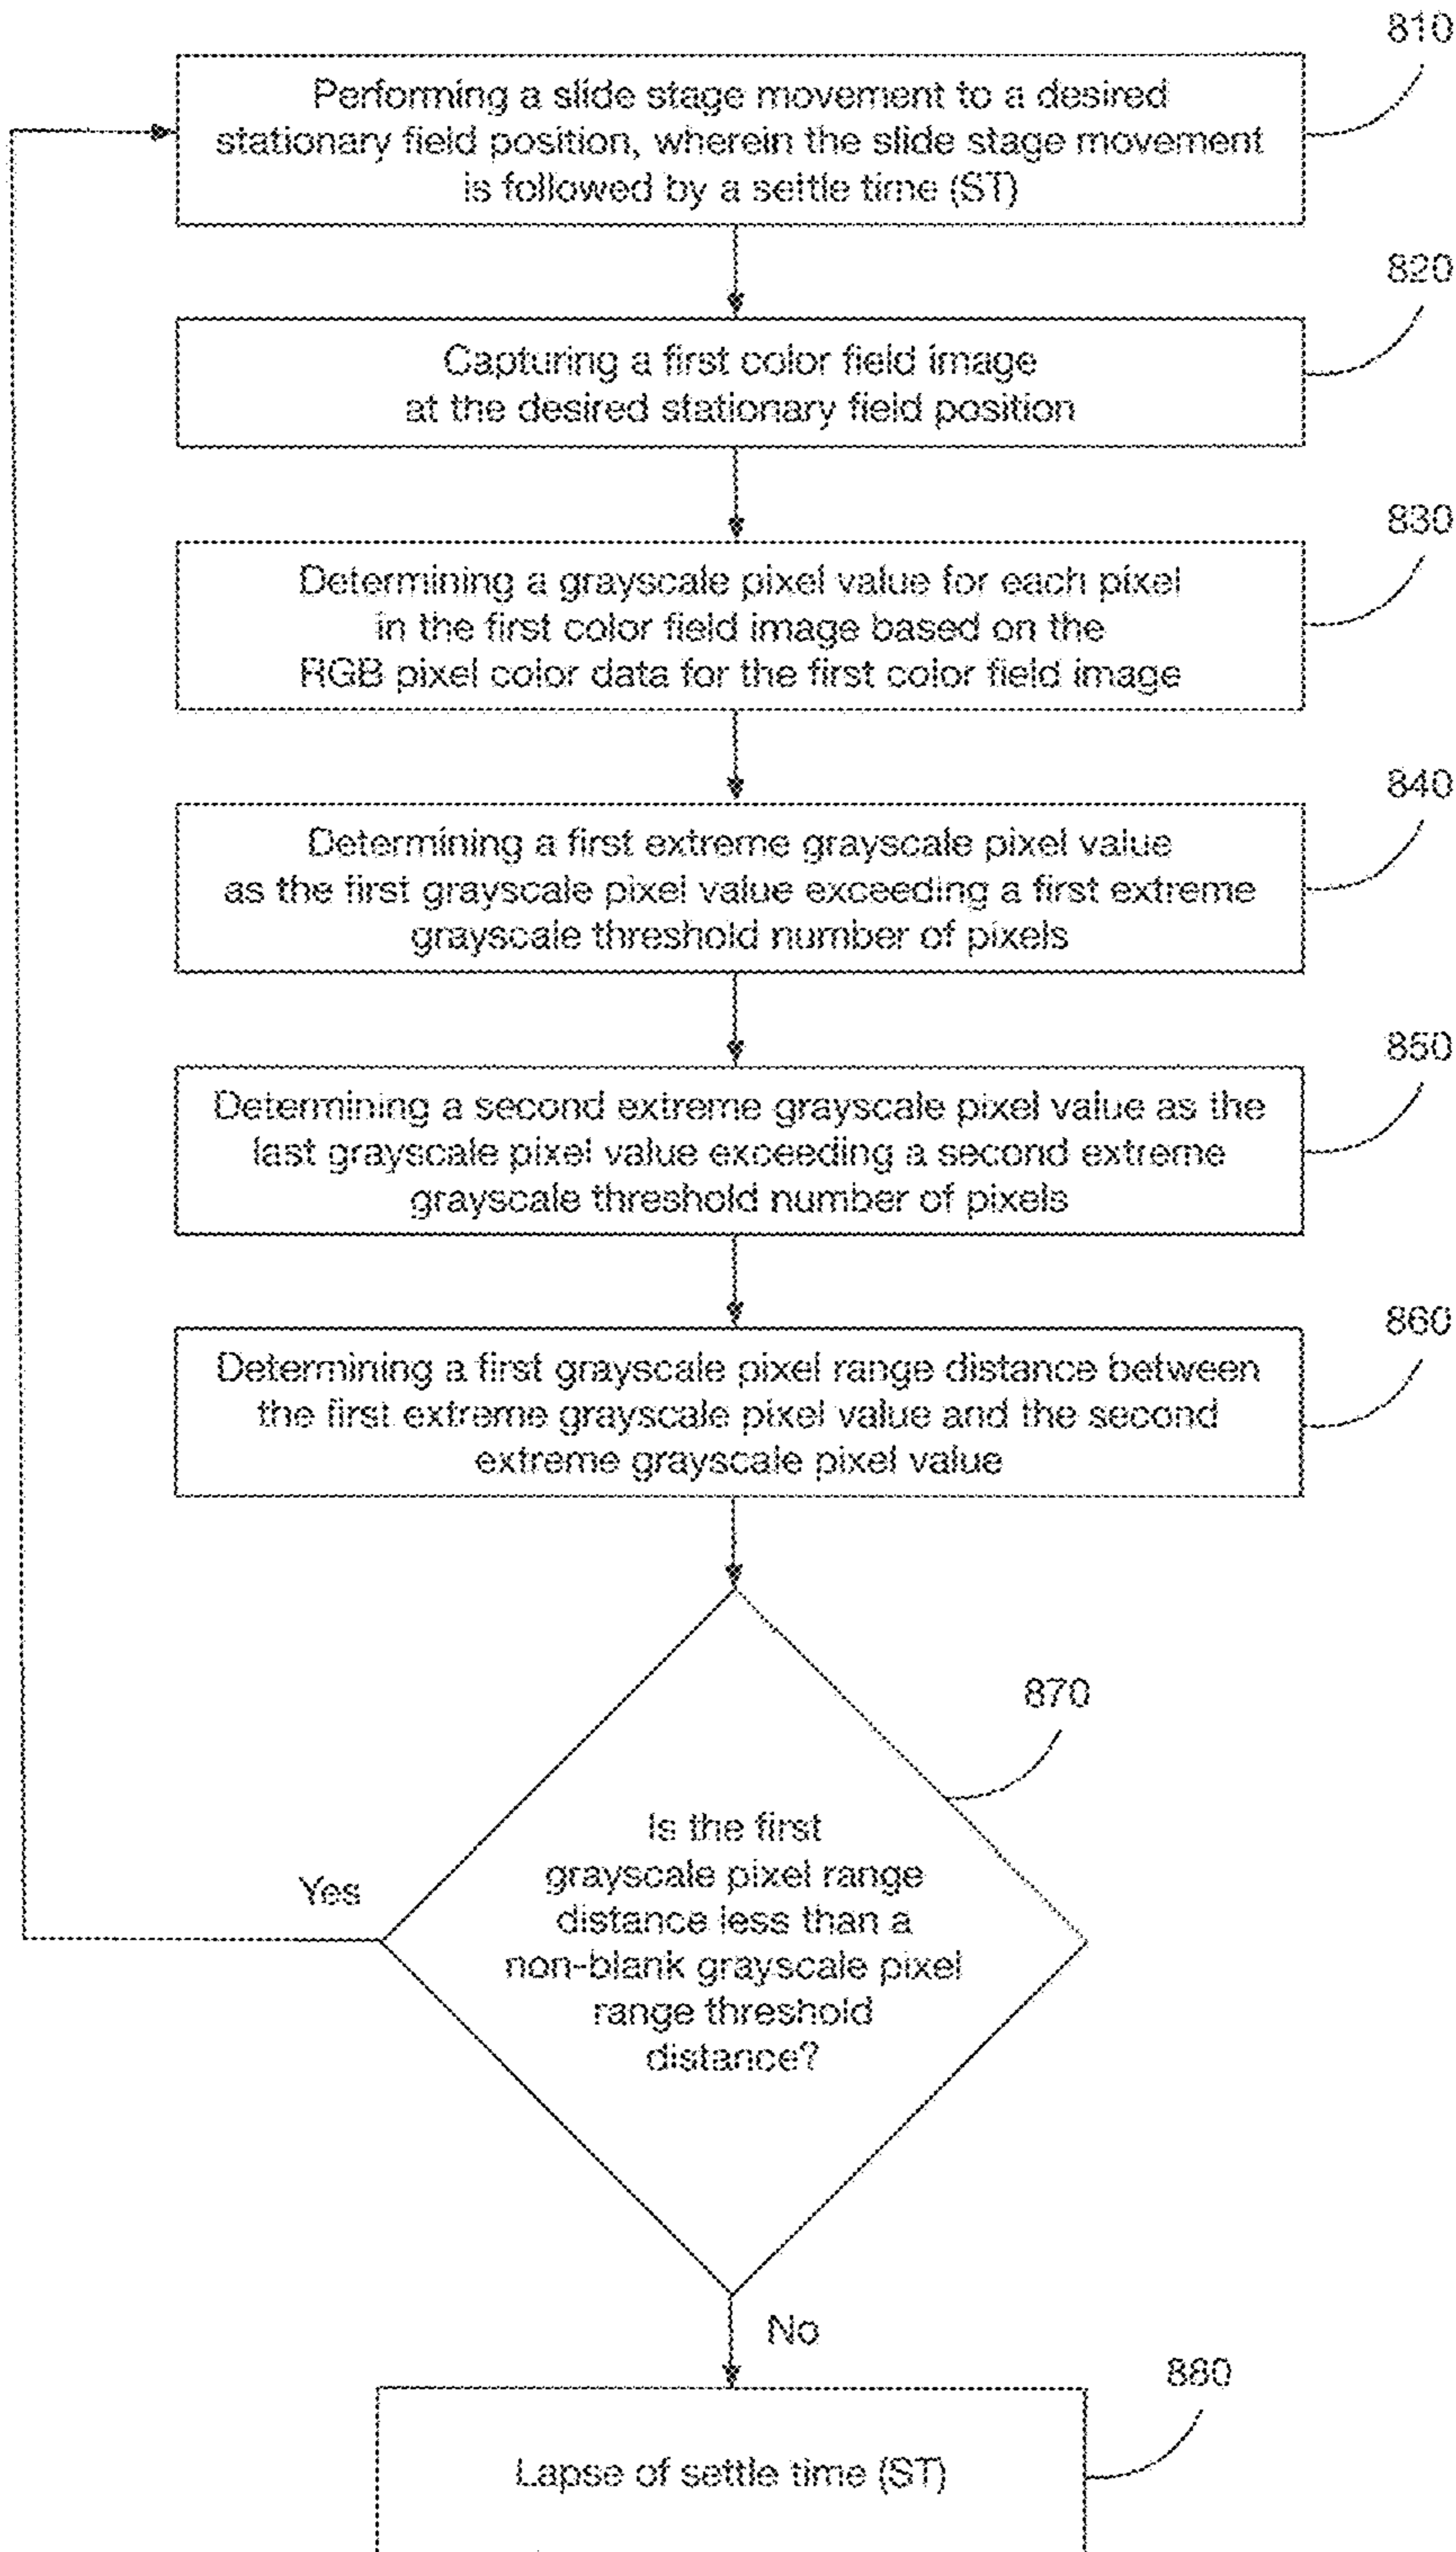 810
Performing a slide stage movement to a desired
stationary field position, wherein the slide stage movement
is followed by a settle time (ST)
820
Capturing a first color field image
at the desired stationary field position
830
Determining a grayscale pixel value for each pixel
in the first color field image based on the
RGB pixel color data for the first color field image
840
Determining a first extreme grayscale pixel value
as the first grayscale pixel value exceeding a first extreme
grayscale threshold number of pixels
850
Determining a second extreme grayscale pixel value as the
last grayscale pixel value exceeding a second extreme
grayscale threshold number of pixels
860
Determining a first grayscale pixel range distance between
the first extreme grayscale pixel value and the second
extreme grayscale pixel value
870
Is the first
grayscale pixel range
distance less than a
non-blank grayscale pixel
range threshold
distance?
Yes
No
880
Lapse of settle time (ST)